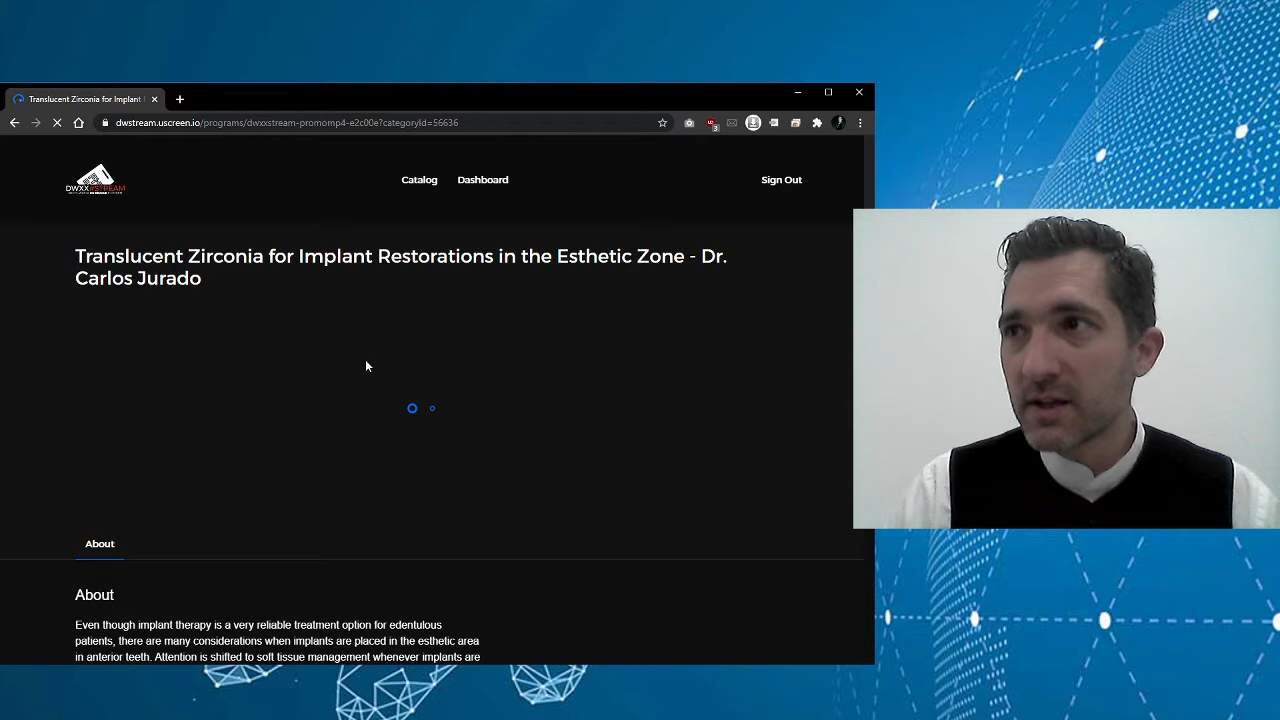 Translucent Zirconia for Implant
dwstream.uscreen.io/programs/dwxxstream-promomp4-e2c00e?categoryId=56636
3
DWXX
STREAM
Catalog
Dashboard
Sign Out
Translucent Zirconia for Implant Restorations in the Esthetic Zone - Dr.
Carlos Jurado
About
About
Even though implant therapy is a very reliable treatment option for edentulous
patients, there are many considerations when implants are placed in the esthetic area
in anterior teeth. Attention is shifted to soft tissue management whenever implants are